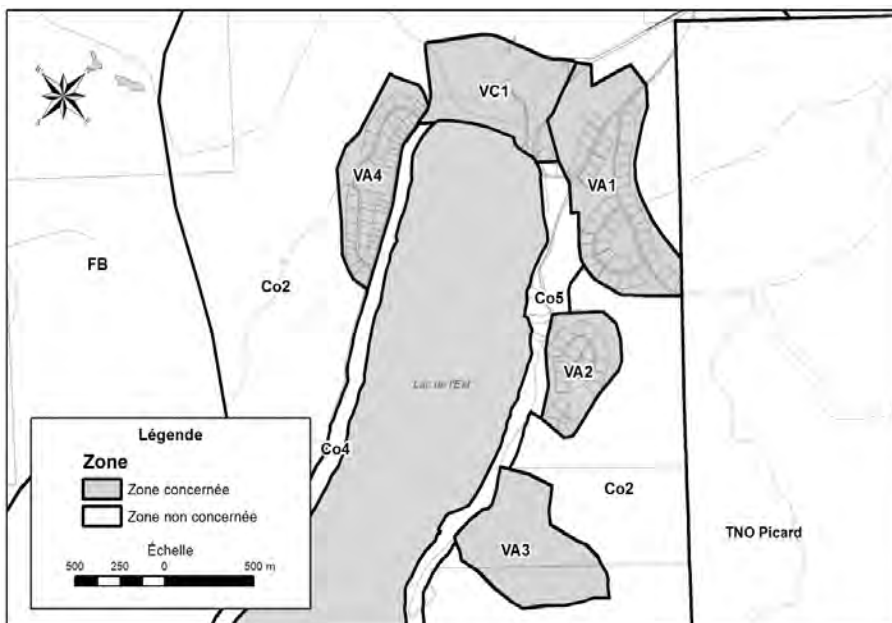 VC1
VA4
VA1
FB
Co2
Co5
VA2
Lac de l'Est
Co4
Co2
VA3
TNO Picard
Légende
Zone
Zone concernée
Zone non concernée
Échelle
500 250 0 500 m